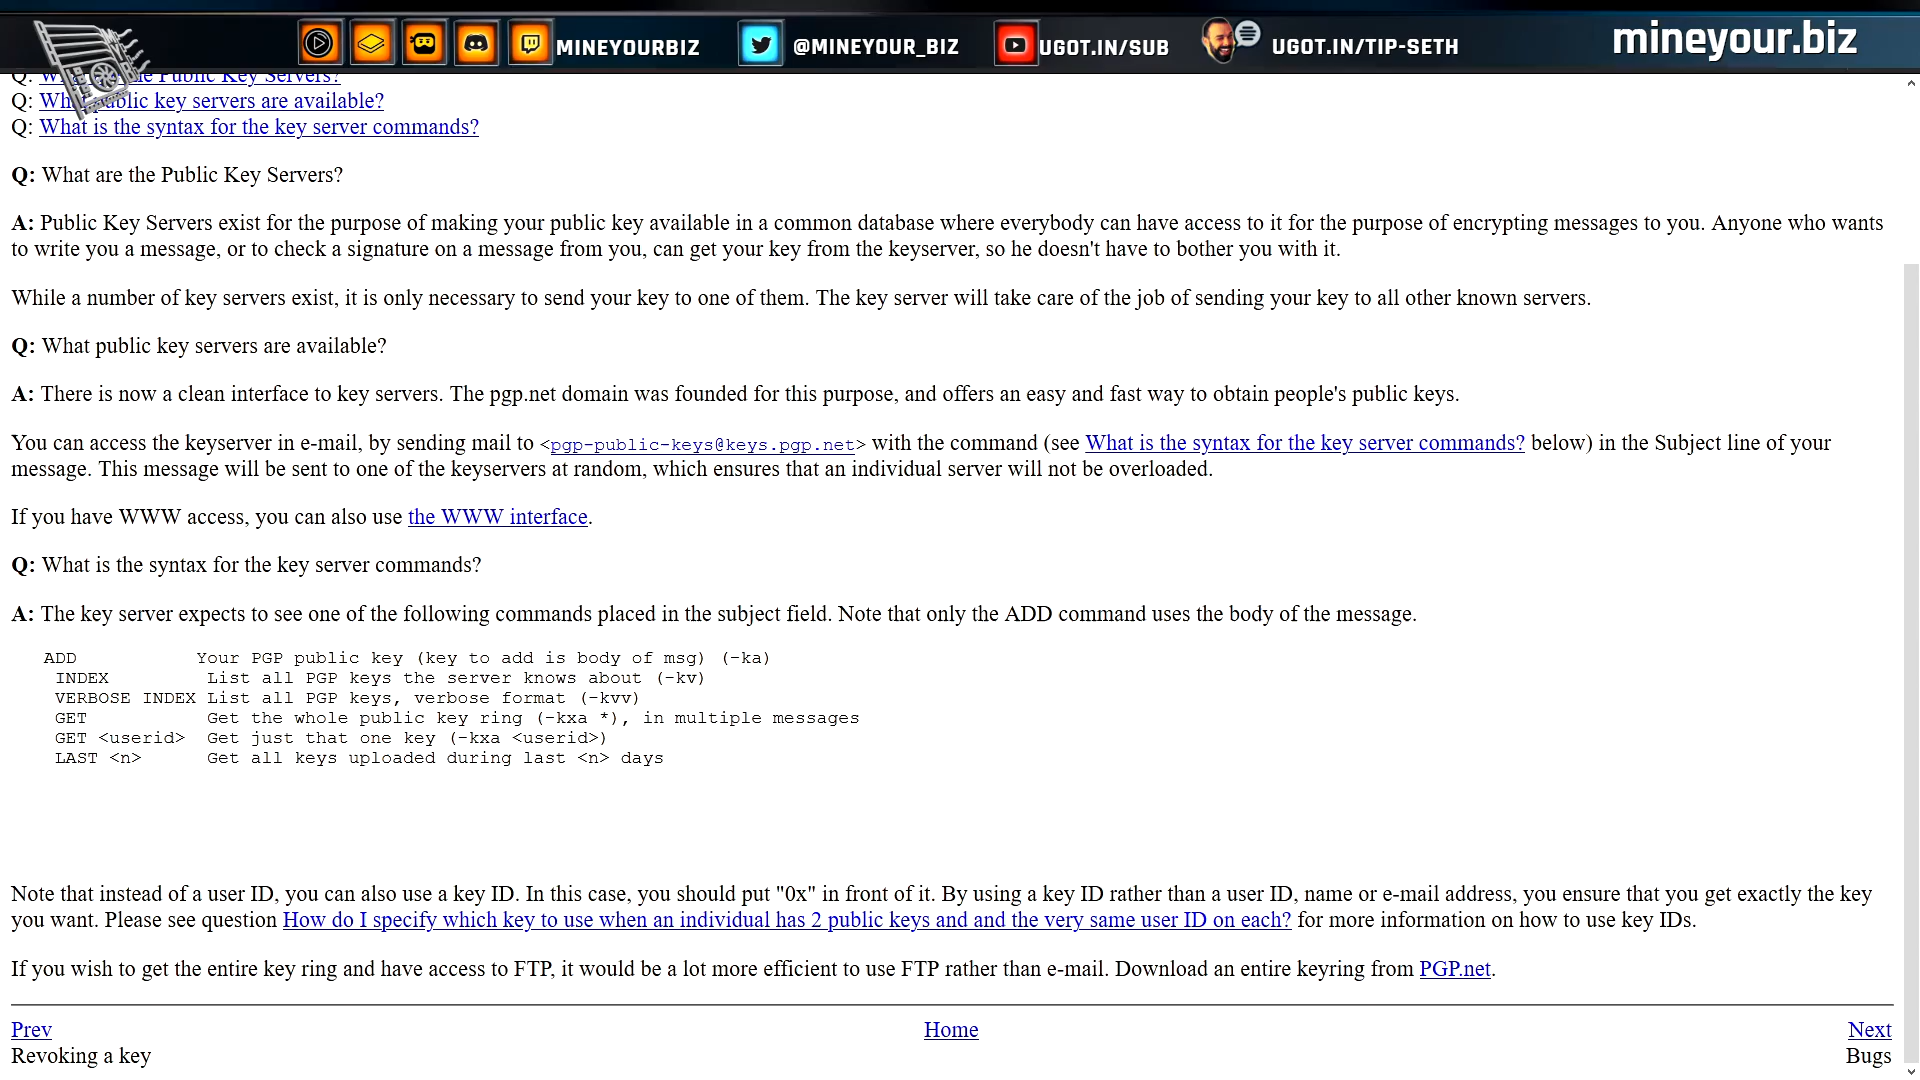 MINEYOURBIZ @MINEYOUR_BIZ UGOT.IN/SUB UGOT.IN/TIP-SETH mineyour.biz
Q: the Public Key Servers?
Q: What public key servers are available?
Q: What is the syntax for the key server commands?
Q: What are the Public Key Servers?
A: Public Key Servers exist for the purpose of making your public key available in a common database where everybody can have access to it for the purpose of encrypting messages to you. Anyone who wants
to write you a message, or to check a signature on a message from you, can get your key from the keyserver, so he doesn't have to bother you with it.
While a number of key servers exist, it is only necessary to send your key to one of them. The key server will take care of the job of sending your key to all other known servers.
Q: What public key servers are available?
A: There is now a clean interface to key servers. The pgp.net domain was founded for this purpose, and offers an easy and fast way to obtain people's public keys.
You can access the keyserver in e-mail, by sending mail to <pgp-public-keys@keys.pgp.net> with the command (see What is the syntax for the key server commands? below) in the Subject line of your
message. This message will be sent to one of the keyservers at random, which ensures that an individual server will not be overloaded.
If you have WWW access, you can also use the WWW interface.
Q: What is the syntax for the key server commands?
A: The key server expects to see one of the following commands placed in the subject field. Note that only the ADD command uses the body of the message.
ADD Your PGP public key (key to add is body of msg) (-ka)
INDEX List all PGP keys the server knows about (-kv)
VERBOSE INDEX List all PGP keys, verbose format (-kvv)
GET Get the whole public key ring (-kxa *), in multiple messages
GET <userid> Get just that one key (-kxa <userid>)
LAST <n> Get all keys uploaded during last <n> days
Note that instead of a user ID, you can also use a key ID. In this case, you should put "0x" in front of it. By using a key ID rather than a user ID, name or e-mail address, you ensure that you get exactly the key
you want. Please see question How do I specify which key to use when an individual has 2 public keys and and the very same user ID on each? for more information on how to use key IDs.
If you wish to get the entire key ring and have access to FTP, it would be a lot more efficient to use FTP rather than e-mail. Download an entire keyring from PGP.net.
Prev Home Next
Revoking a key Bugs